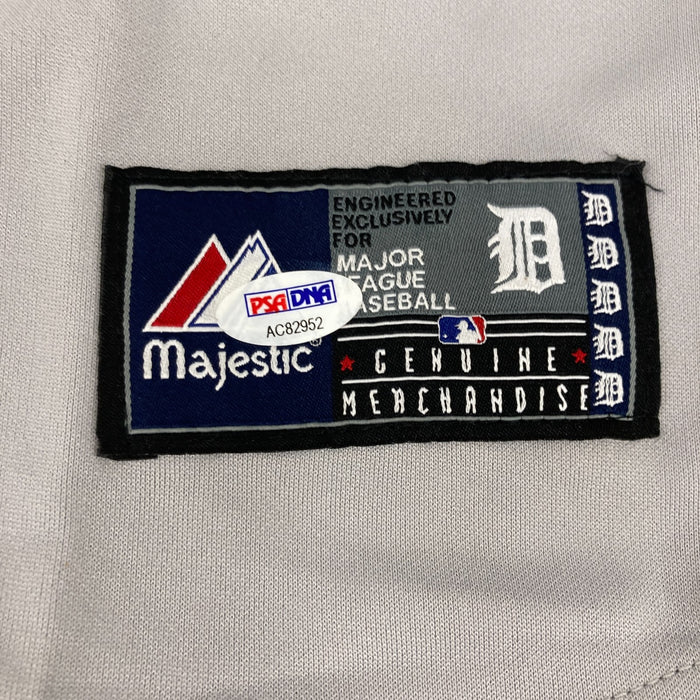 ENGINEERED
EXCLUSIVELY
FOR
MAJOR
LEAGUE
BASEBALL
D
D
D
D
D
D
PSA DNA
AC82952
Majestic®
GENUINE
MERCHANDISE